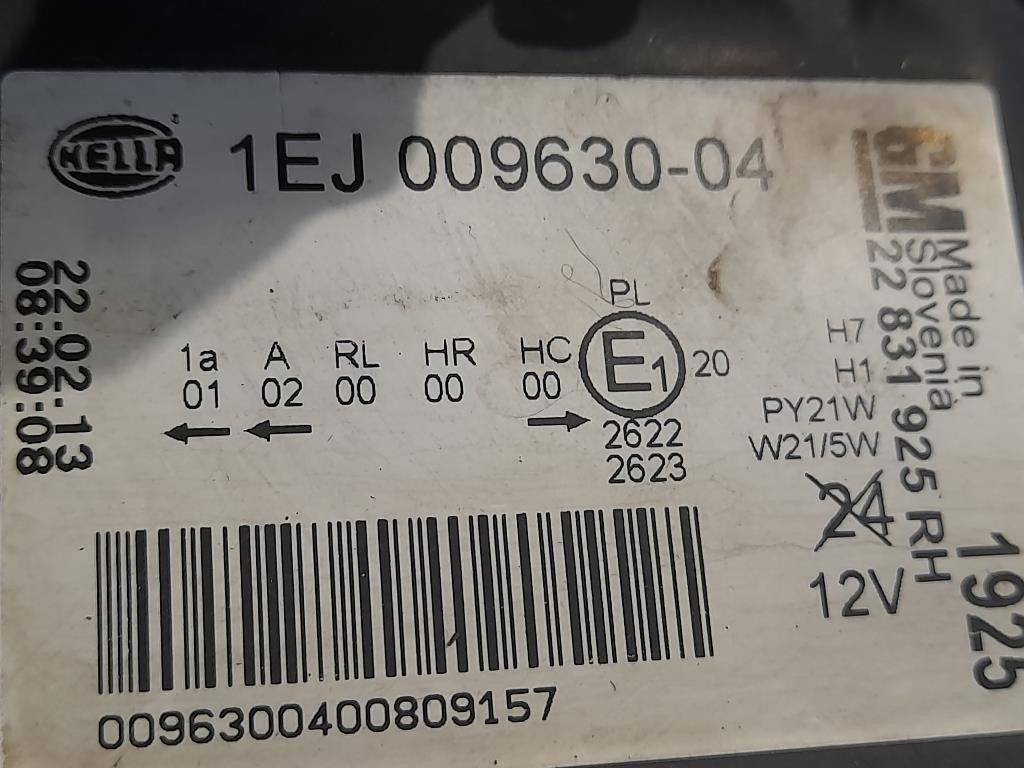 HELLA
1EJ 009630-04
GM
22 831 925 RH
Made in
Slovenia
1925
22·02·13
08:39:08
1a A RL HR HC
01 02 00 00 00
PL
E1 20
2622
2623
H7
H1
PY21W
W21/5W
24
12V
0096300400809157